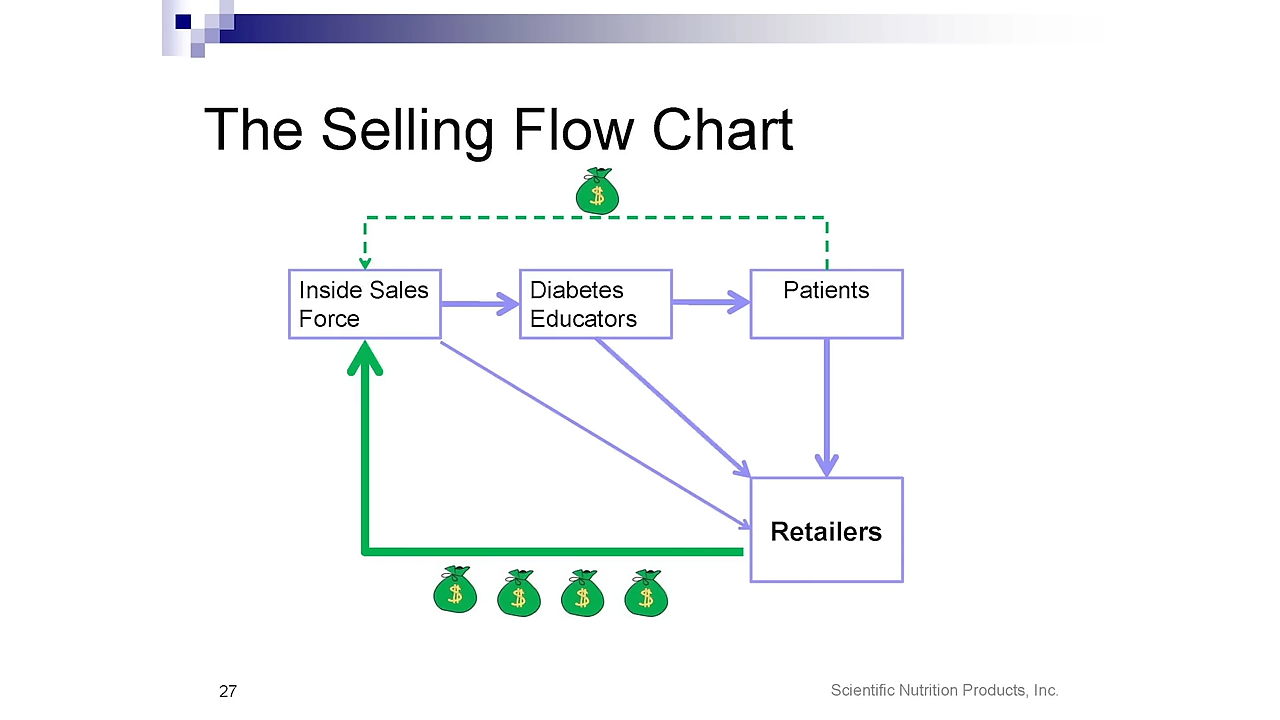 The Selling Flow Chart
$
Inside Sales
Force
Diabetes
Educators
Patients
Retailers
$ $ $ $
27
Scientific Nutrition Products, Inc.